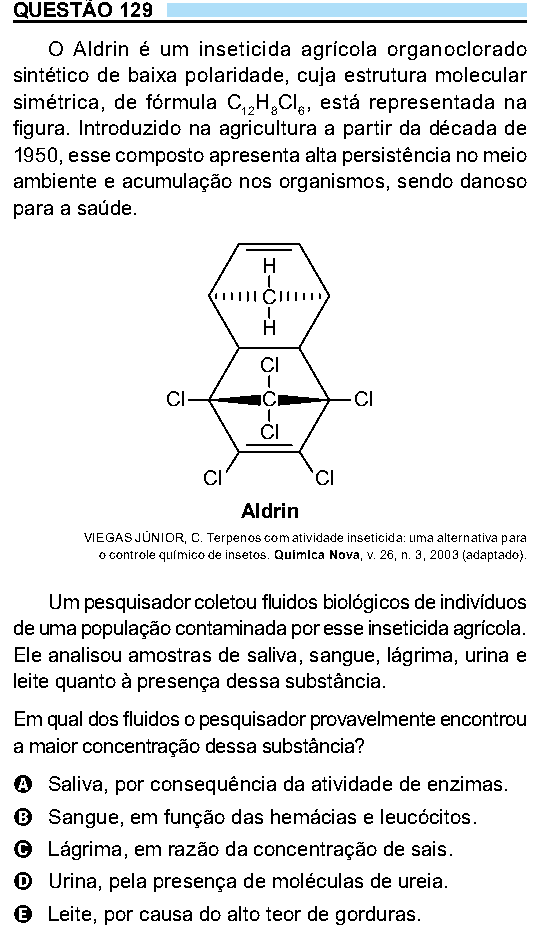 QUESTÃO 129
O Aldrin é um inseticida agrícola organoclorado
sintético de baixa polaridade, cuja estrutura molecular
simétrica, de fórmula C₁₂H₈Cl₆, está representada na
figura. Introduzido na agricultura a partir da década de
1950, esse composto apresenta alta persistência no meio
ambiente e acumulação nos organismos, sendo danoso
para a saúde.
H
C
H
Cl
Cl C Cl
Cl
Cl Cl
Aldrin
VIEGAS JÚNIOR, C. Terpenos com atividade inseticida: uma alternativa para
o controle químico de insetos. Química Nova, v. 26, n. 3, 2003 (adaptado).
Um pesquisador coletou fluidos biológicos de indivíduos
de uma população contaminada por esse inseticida agrícola.
Ele analisou amostras de saliva, sangue, lágrima, urina e
leite quanto à presença dessa substância.
Em qual dos fluidos o pesquisador provavelmente encontrou
a maior concentração dessa substância?
A Saliva, por consequência da atividade de enzimas.
B Sangue, em função das hemácias e leucócitos.
C Lágrima, em razão da concentração de sais.
D Urina, pela presença de moléculas de ureia.
E Leite, por causa do alto teor de gorduras.